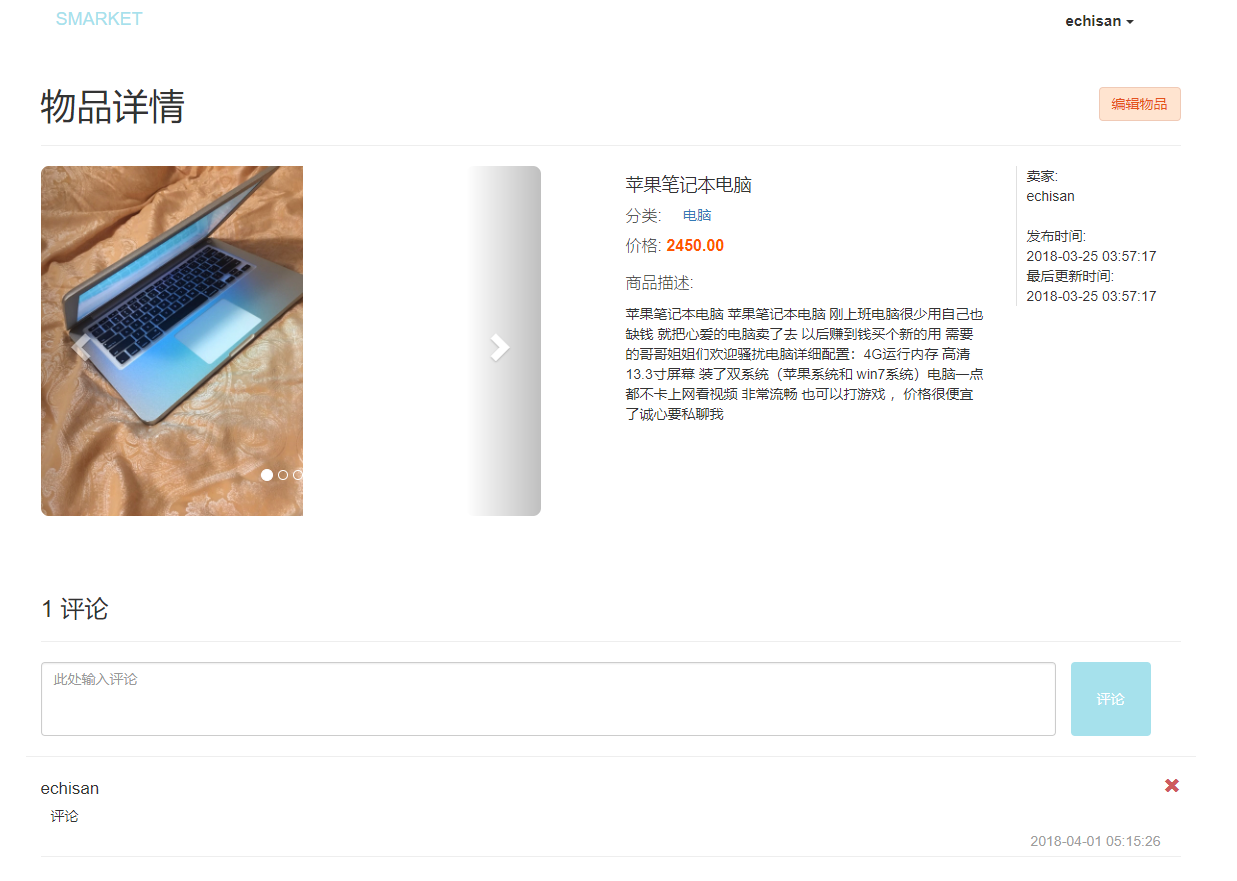 SMARKET
echisan
物品详情
编辑物品
苹果笔记本电脑
分类: 电脑
价格: 2450.00
商品描述:
苹果笔记本电脑 苹果笔记本电脑 刚上班电脑很少用自己也
缺钱 就把心爱的电脑卖了去 以后赚到钱买个新的用 需要
的哥哥姐姐们欢迎骚扰电脑详细配置：4G运行内存 高清
13.3寸屏幕 装了双系统（苹果系统和 win7系统）电脑一点
都不卡上网看视频 非常流畅 也可以打游戏 ，价格很便宜
了诚心要私聊我
卖家:
echisan
发布时间:
2018-03-25 03:57:17
最后更新时间:
2018-03-25 03:57:17
1 评论
此处输入评论
评论
echisan
评论
2018-04-01 05:15:26